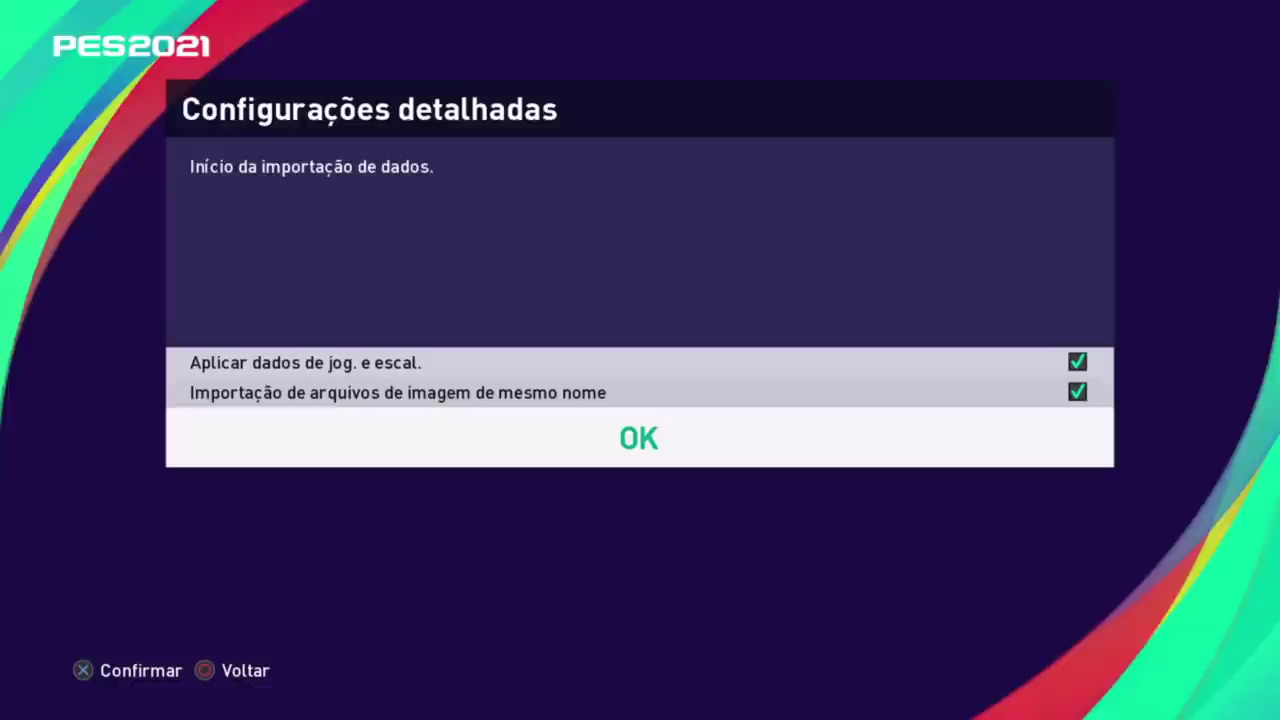 PES2021
Configurações detalhadas
Início da importação de dados.
Aplicar dados de jog. e escal.
Importação de arquivos de imagem de mesmo nome
OK
Confirmar Voltar